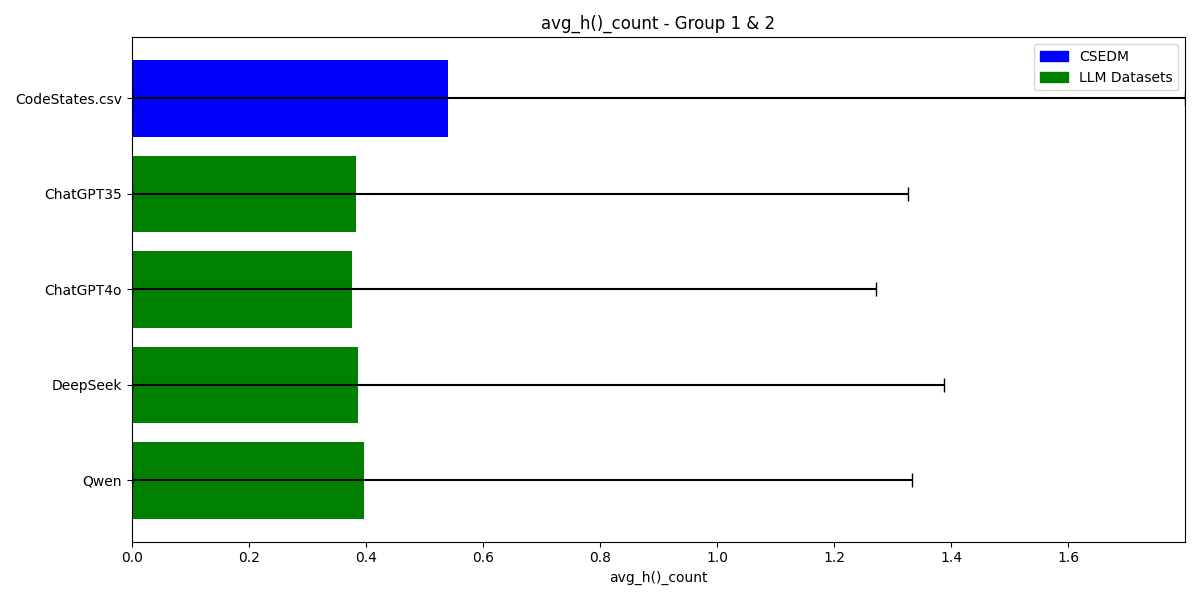 avg_h()_count - Group 1 & 2
CSEDM
LLM Datasets
CodeStates.csv
ChatGPT35
ChatGPT4o
DeepSeek
Qwen
0.0 0.2 0.4 0.6 0.8 1.0 1.2 1.4 1.6
avg_h()_count